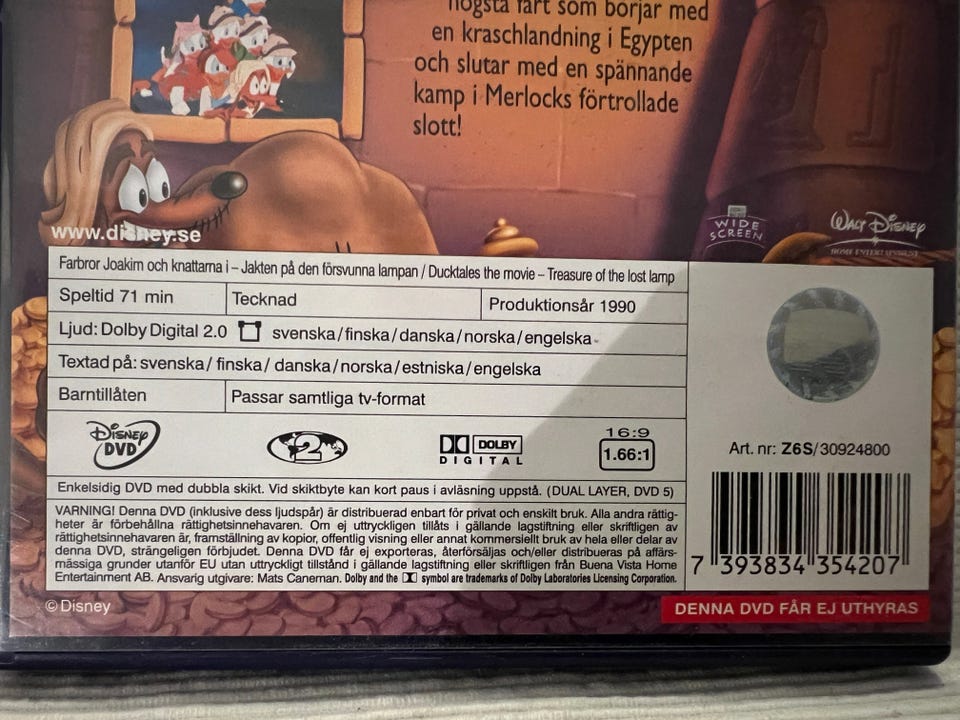 högsta fart som börjar med
en kraschlandning i Egypten
och slutar med en spännande
kamp i Merlocks förtrollade
slott!
www.disney.se
WIDE
SCREEN
WALT DISNEY
HOME ENTERTAINMENT
Farbror Joakim och knattarna i – Jakten på den försvunna lampan / Ducktales the movie – Treasure of the lost lamp
Speltid 71 min
Tecknad
Produktionsår 1990
Ljud: Dolby Digital 2.0 svenska/finska/danska/norska/engelska
Textad på: svenska/ finska/ danska/norska/estniska/engelska
Barntillåten
Passar samtliga tv-format
DISNEY
DVD
2
DOLBY
DIGITAL
16:9
1.66:1
Art. nr: Z6S/30924800
Enkelsidig DVD med dubbla skikt. Vid skiktbyte kan kort paus i avläsning uppstå. (DUAL LAYER, DVD 5)
VARNING! Denna DVD (inklusive dess ljudspår) är distribuerad enbart för privat och enskilt bruk. Alla andra rättig-
heter är förbehållna rättighetsinnehavaren. Om ej uttryckligen tillåts i gällande lagstiftning eller skriftligen av
rättighetsinnehavaren är, framställning av kopior, offentlig visning eller annat kommersiellt bruk av hela eller delar av
denna DVD, strängeligen förbjudet. Denna DVD får ej exporteras, återförsäljas och/eller distribueras på affärs-
mässiga grunder utanför EU utan uttryckligt tillstånd i gällande lagstiftning eller skriftligen från Buena Vista Home
Entertainment AB. Ansvarig utgivare: Mats Caneman. Dolby and the symbol are trademarks of Dolby Laboratories Licensing Corporation.
7 393834 354207
© Disney
DENNA DVD FÅR EJ UTHYRAS